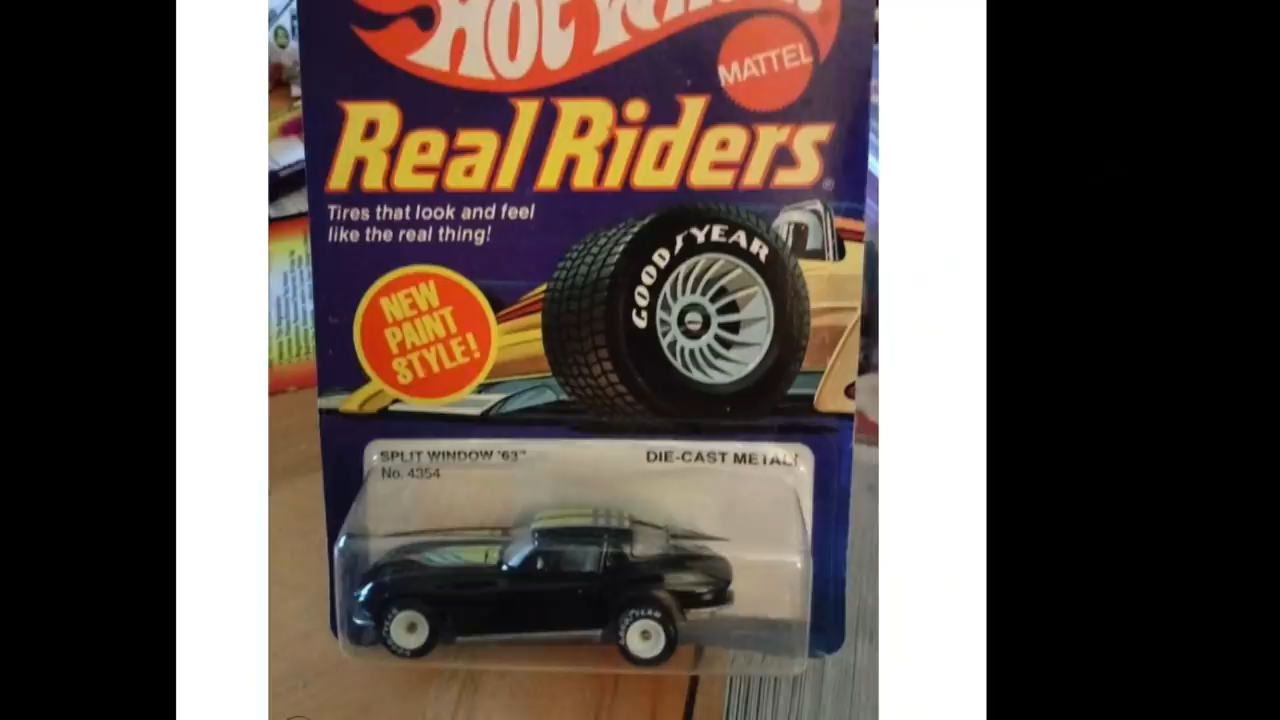 HOT
MATTEL
Real Riders
Tires that look and feel
like the real thing!
GOODYEAR
NEW
PAINT
STYLE!
SPLIT WINDOW '63"
No. 4354
DIE-CAST METAL!